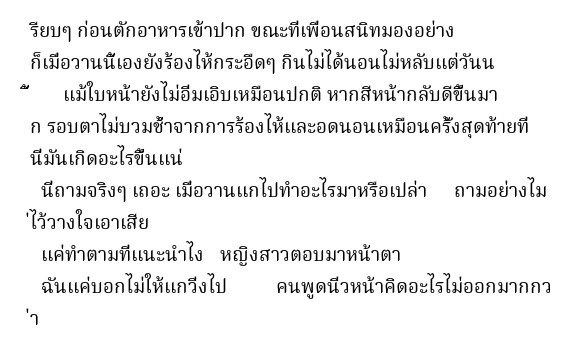 รียบๆ ก่อนตักอาหารเข้าปาก ขณะที่เพื่อนสนิทมองอย่าง
ก็เมื่อวานนี้เองยังร้องไห้กระอืดๆ กินไม่ได้นอนไม่หลับแต่วันน
ี้ แม้ใบหน้ายังไม่อิ่มเอิบเหมือนปกติ หากสีหน้ากลับดีขึ้นมา
ก รอบตาไม่บวมช้ำจากการร้องไห้และอดนอนเหมือนครั้งสุดท้ายที่
นี่มันเกิดอะไรขึ้นแน่
นี่ถามจริงๆ เถอะ เมื่อวานแกไปทำอะไรมาหรือเปล่า ถามอย่างไม
่ไว้วางใจเอาเสีย
แค่ทำตามที่แนะนำไง หญิงสาวตอบมาหน้าตา
ฉันแค่บอกไม่ให้แกวิ่งไป คนพูดนิ่วหน้าคิดอะไรไม่ออกมากกว
่า